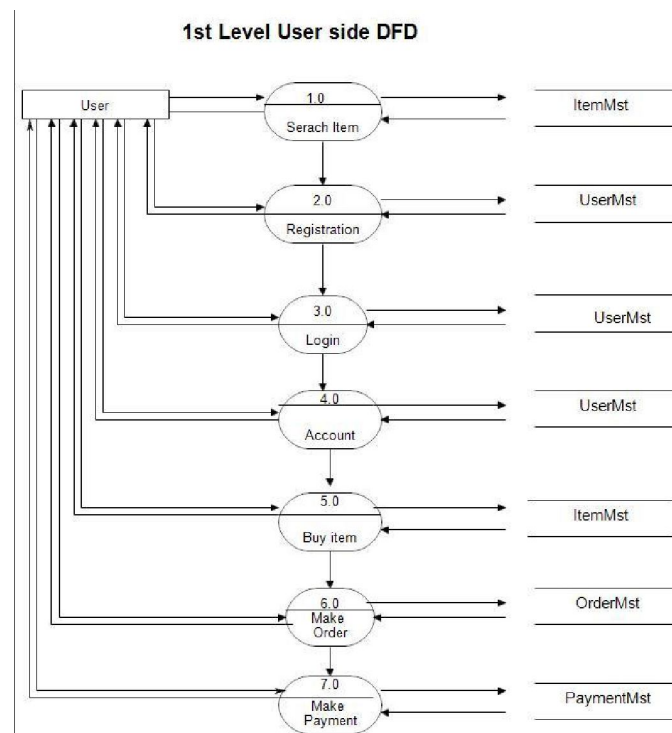 1st Level User side DFD
User
1.0
Serach Item
ItemMst
2.0
Registration
UserMst
3.0
Login
UserMst
4.0
Account
UserMst
5.0
Buy item
ItemMst
6.0
Make
Order
OrderMst
7.0
Make
Payment
PaymentMst